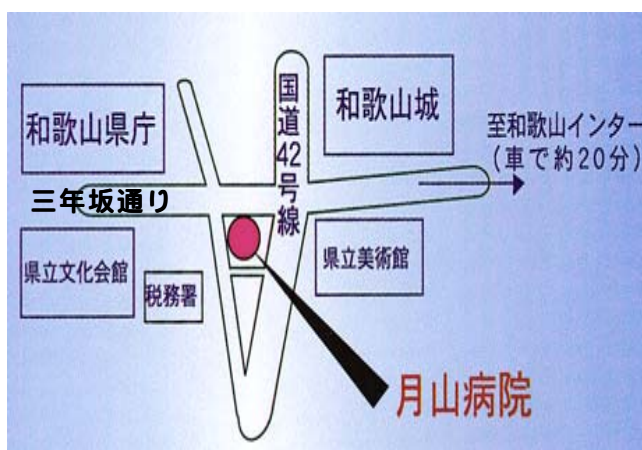 和歌山県庁
国道42号線
和歌山城
至和歌山インター
(車で約20分)
三年坂通り
県立文化会館
税務署
県立美術館
月山病院